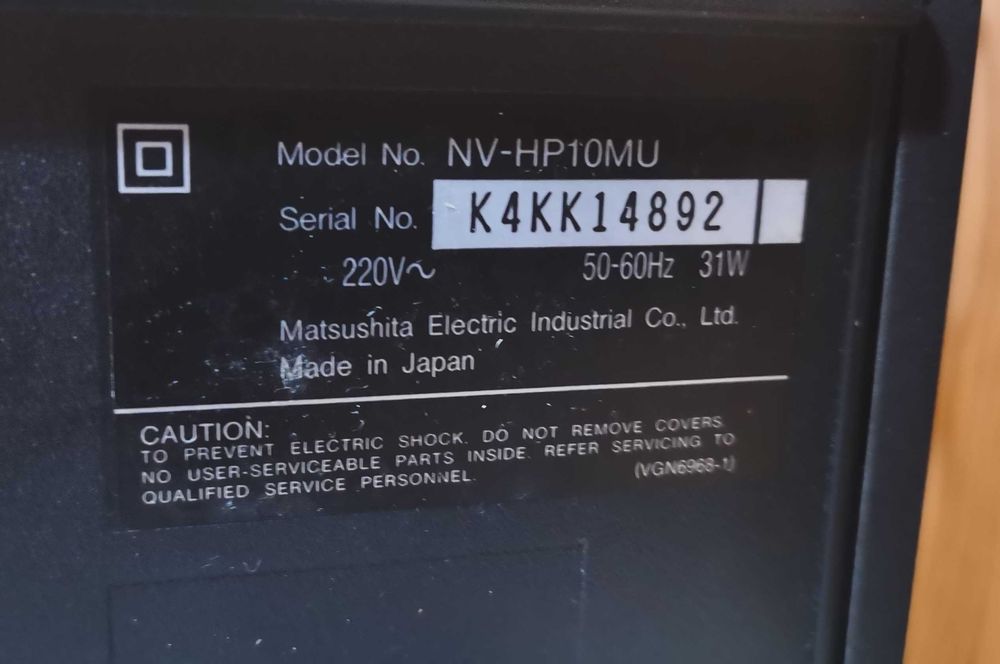 Model No. NV-HP10MU
Serial No. K4KK14892
220V~ 50-60Hz 31W
Matsushita Electric Industrial Co., Ltd.
Made in Japan
CAUTION:
TO PREVENT ELECTRIC SHOCK. DO NOT REMOVE COVERS
NO USER-SERVICEABLE PARTS INSIDE. REFER SERVICING TO
QUALIFIED SERVICE PERSONNEL.
(VGN6968-1)